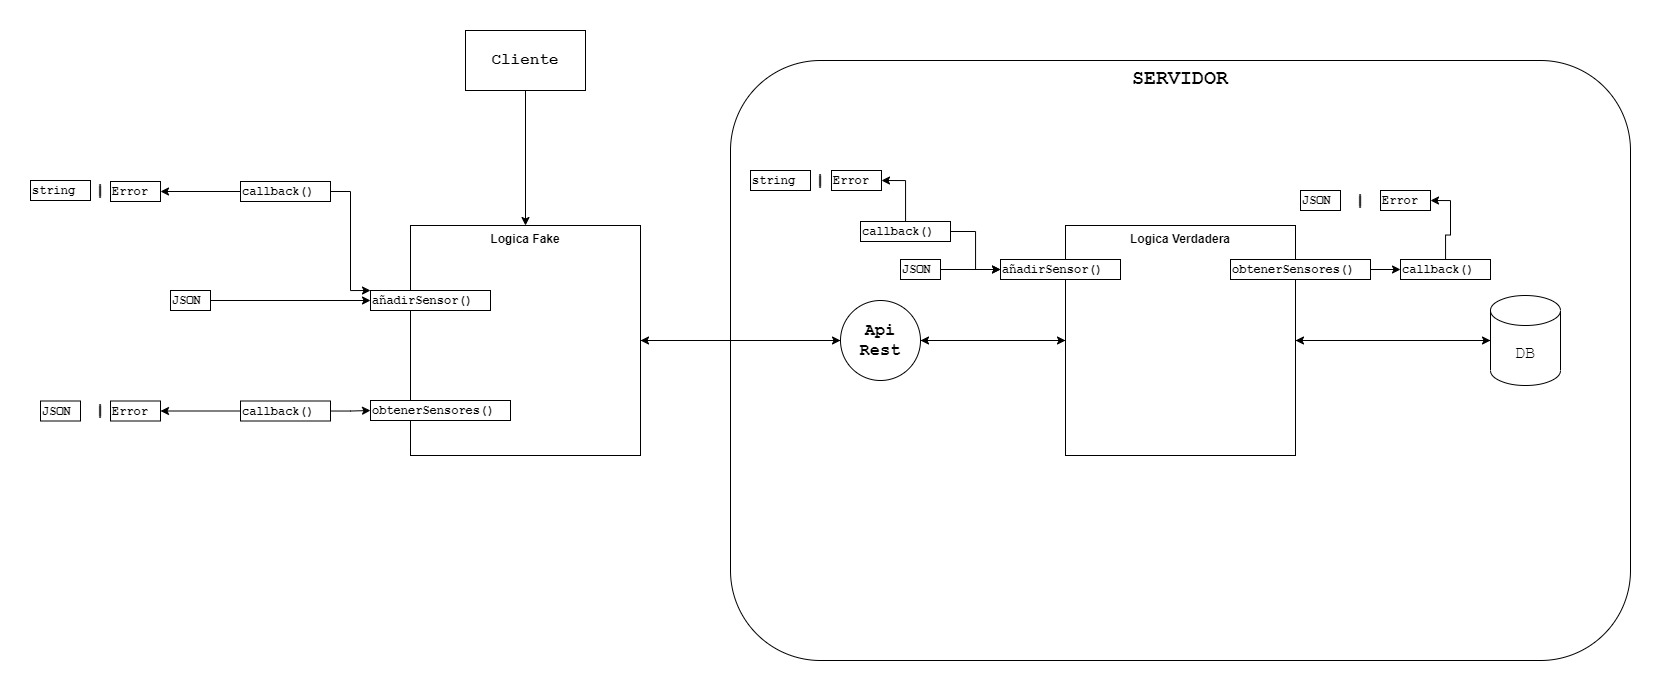 Cliente
SERVIDOR
string | Error
callback()
string | Error
callback()
JSON | Error
Logica Fake
Logica Verdadera
JSON
añadirSensor()
obtenerSensores()
callback()
JSON
añadirSensor()
Api
Rest
DB
JSON | Error
callback()
obtenerSensores()